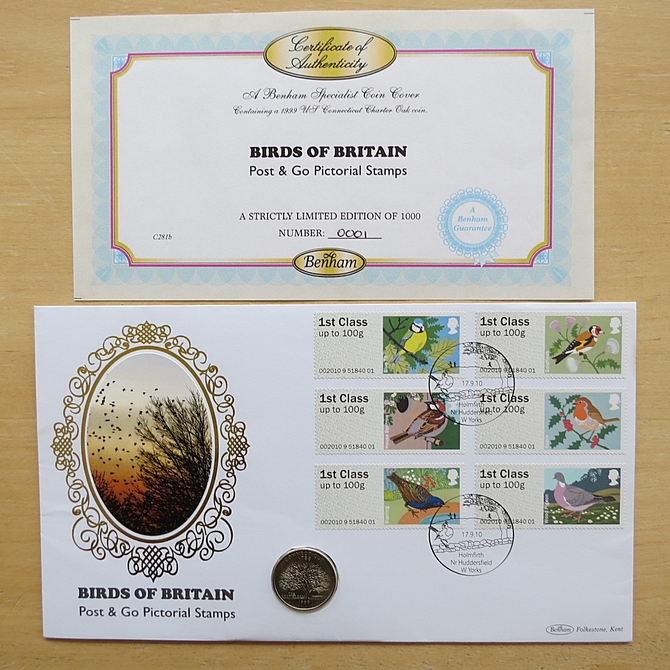 Certificate of
Authenticity
A Benham Specialist Coin Cover
Containing a 1999 US Connecticut Charter Oak coin.
BIRDS OF BRITAIN
Post & Go Pictorial Stamps
A STRICTLY LIMITED EDITION OF 1000
NUMBER: 0001
C281b
A
Benham
Guarantee
Benham
1st Class
up to 100g
002010 9 51840 01
1st Class
up to 100g
002010 9 51840 01
1st Class
up to 100g
002010 9 51840 01
1st Class
up to 100g
002010 9 51840 01
1st Class
up to 100g
002010 9 51840 01
1st Class
up to 100g
002010 9 51840 01
17.9.10
Holmfirth
Nr Huddersfield
W Yorks
17.9.10
Holmfirth
Nr Huddersfield
W Yorks
BIRDS OF BRITAIN
Post & Go Pictorial Stamps
Benham Folkestone, Kent